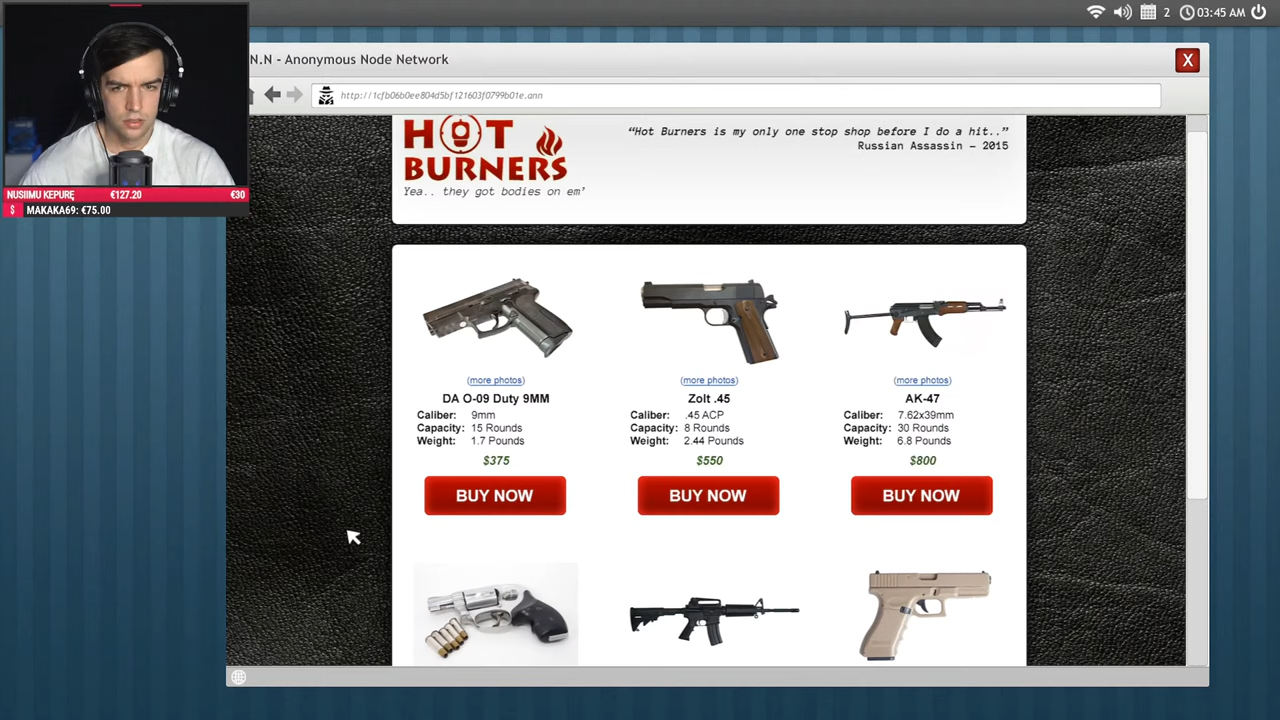 2 03:45 AM
N.N - Anonymous Node Network
X
http://1cfb06b0ee804d5bf121603f0799b01e.ann
NUSIIMU KEPURĘ €127.20 €30
$ MAKAKA69: €75.00
HOT
BURNERS
Yea.. they got bodies on em'
“Hot Burners is my only one stop shop before I do a hit..”
Russian Assassin – 2015
(more photos)
DA O-09 Duty 9MM
Caliber: 9mm
Capacity: 15 Rounds
Weight: 1.7 Pounds
$375
BUY NOW
(more photos)
Zolt .45
Caliber: .45 ACP
Capacity: 8 Rounds
Weight: 2.44 Pounds
$550
BUY NOW
(more photos)
AK-47
Caliber: 7.62x39mm
Capacity: 30 Rounds
Weight: 6.8 Pounds
$800
BUY NOW